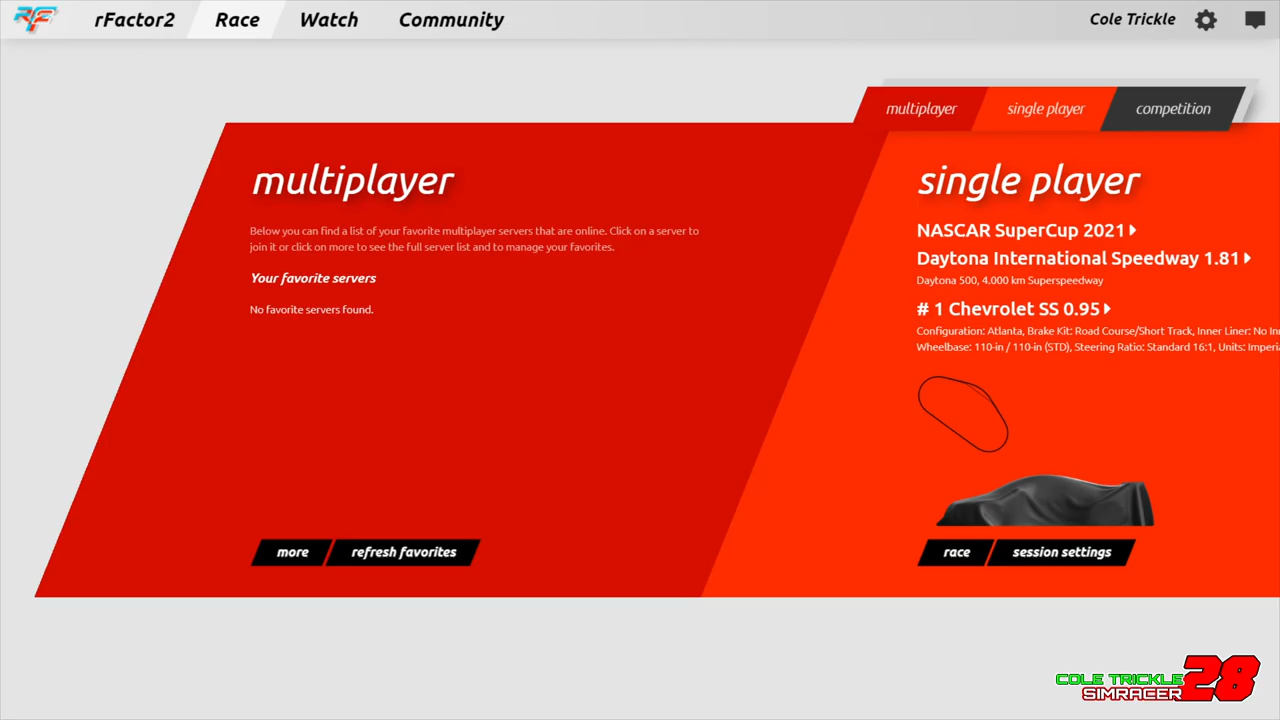 rFactor2
Race
Watch
Community
Cole Trickle
multiplayer
single player
competition
multiplayer
Below you can find a list of your favorite multiplayer servers that are online. Click on a server to
join it or click on more to see the full server list and to manage your favorites.
Your favorite servers
No favorite servers found.
more
refresh favorites
single player
NASCAR SuperCup 2021
Daytona International Speedway 1.81
Daytona 500, 4.000 km Superspeedway
# 1 Chevrolet SS 0.95
Configuration: Atlanta, Brake Kit: Road Course/Short Track, Inner Liner: No
Wheelbase: 110-in / 110-in (STD), Steering Ratio: Standard 16:1, Units:
race
session settings
COLE TRICKLE 28
SIMRACER